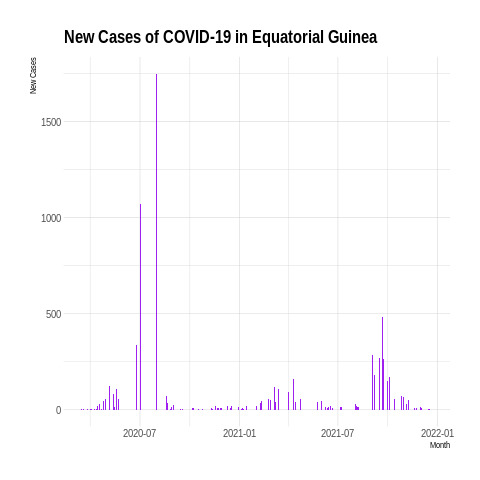 New Cases of COVID-19 in Equatorial Guinea
New Cases
1500
1000
500
0
2020-07 2021-01 2021-07 2022-01
Month